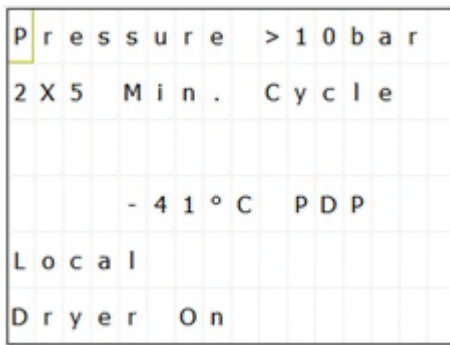 Pressure >10bar
2X5 Min. Cycle
-41°C PDP
Local
Dryer On